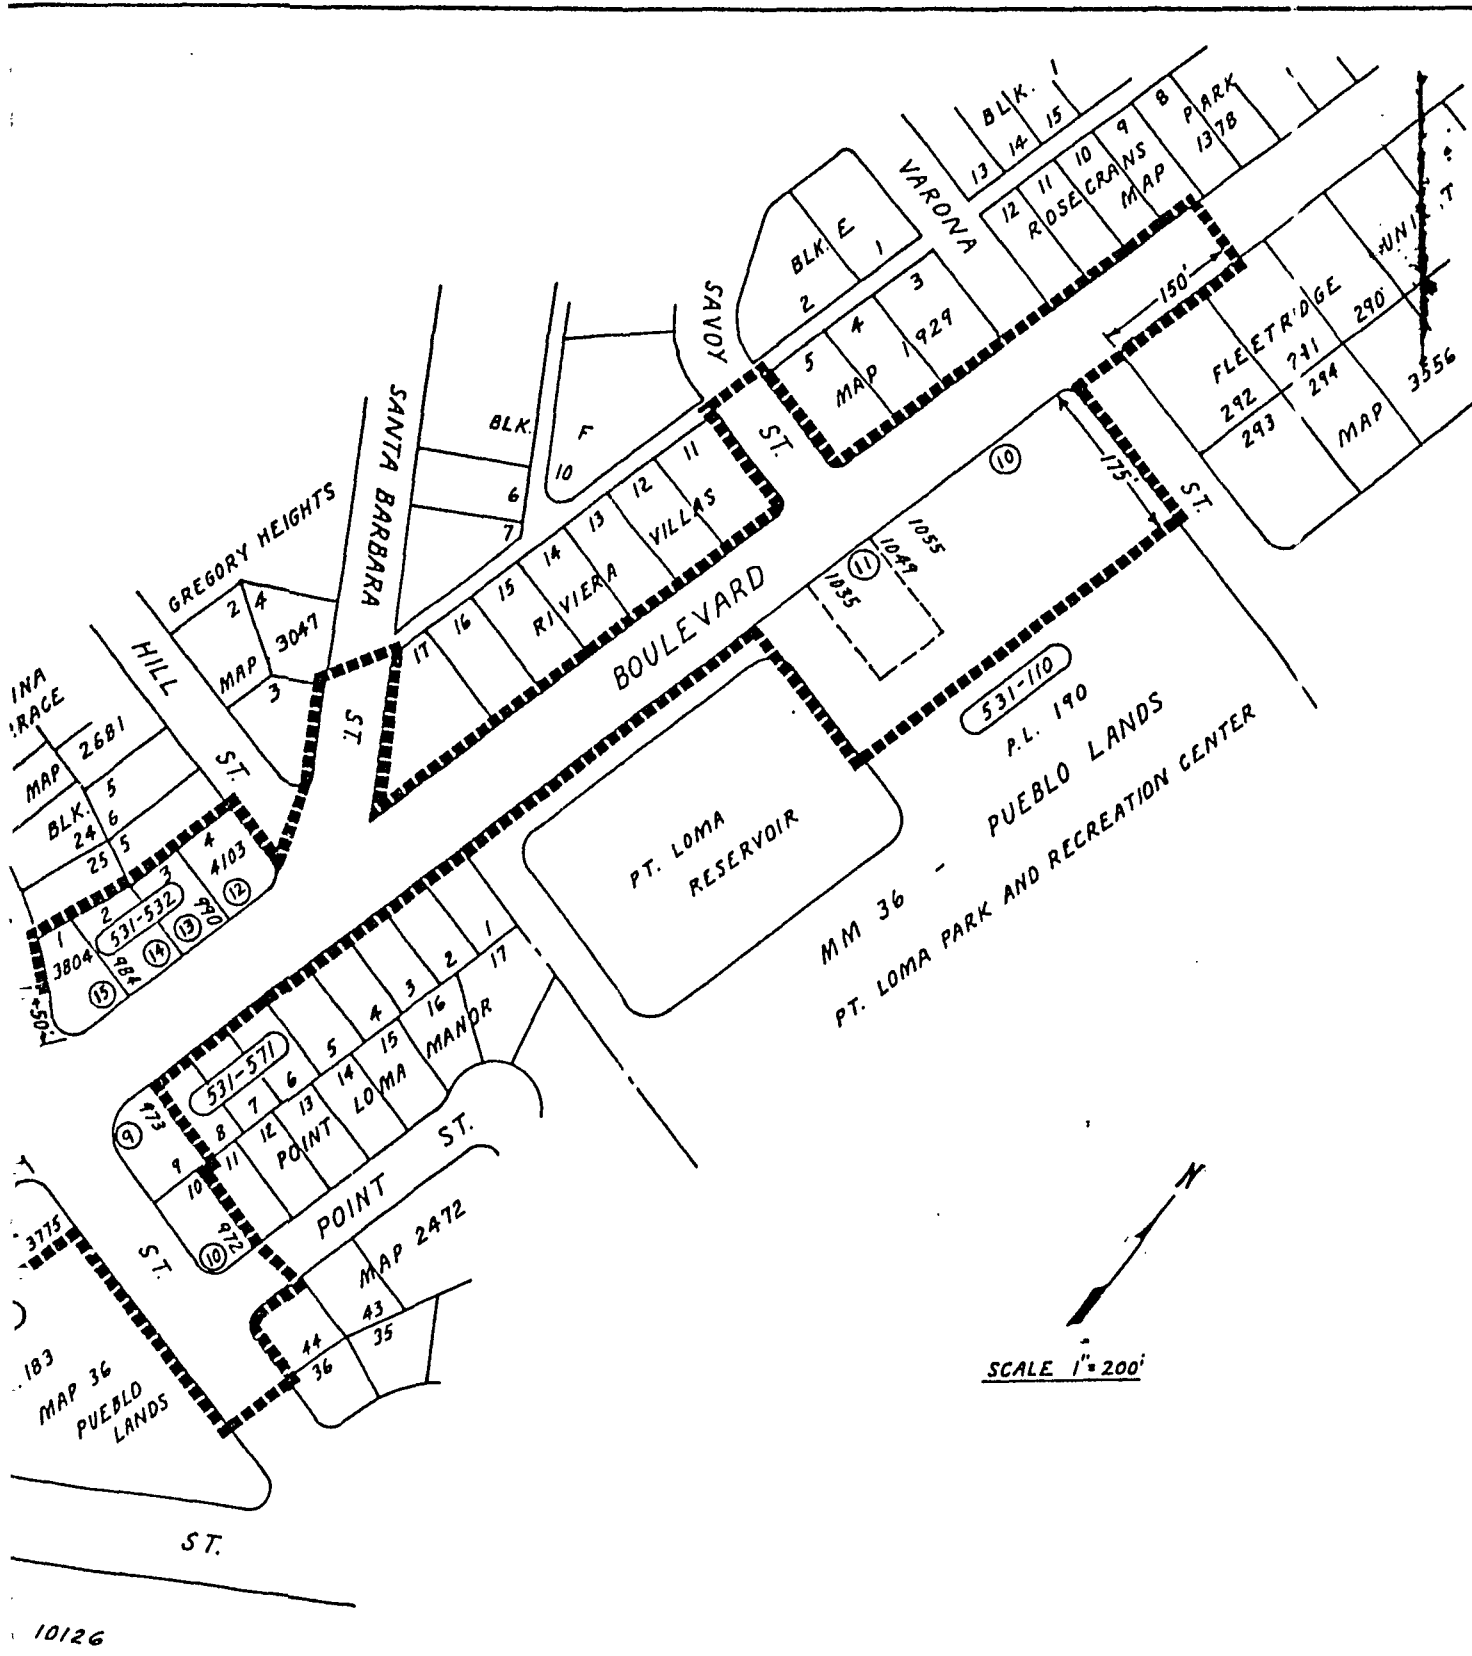 BLK. 1
13 14 15
VARONA
12 11 10 9 8
ROSECRANS PARK
MAP 1378
BLK. E
2 1
5 4 3
MAP 1929
150'
FLEETRIDGE
UNIT
292 291 290
293 294
MAP 3556
SAVOY
ST.
SANTA BARBARA
ST.
BLK. F
10
6
7
GREGORY HEIGHTS
2 4
MAP 3047
3
HILL
ST.
17 16 15 14 13 12 11
RIVIERA VILLAS
BOULEVARD
10
175'
ST.
11
1035 1049 1055
531-110
P.L. 190
MM 36 - PUEBLO LANDS
PT. LOMA PARK AND RECREATION CENTER
PT. LOMA
RESERVOIR
INA
RACE
MAP 2681
BLK. 5
24 6
25 5
1 2 3 4
3804 984 990 4103
531-532
15 14 13 12
50'
531-571
973
9
9 8 7 6 5 4 3 2 1
10 11 12 13 14 15 16 17
POINT LOMA MANOR
972
10
POINT ST.
MAP 2472
44 43
36 35
ST.
3775
183
MAP 36
PUEBLO
LANDS
ST.
N
SCALE 1"=200'
10126